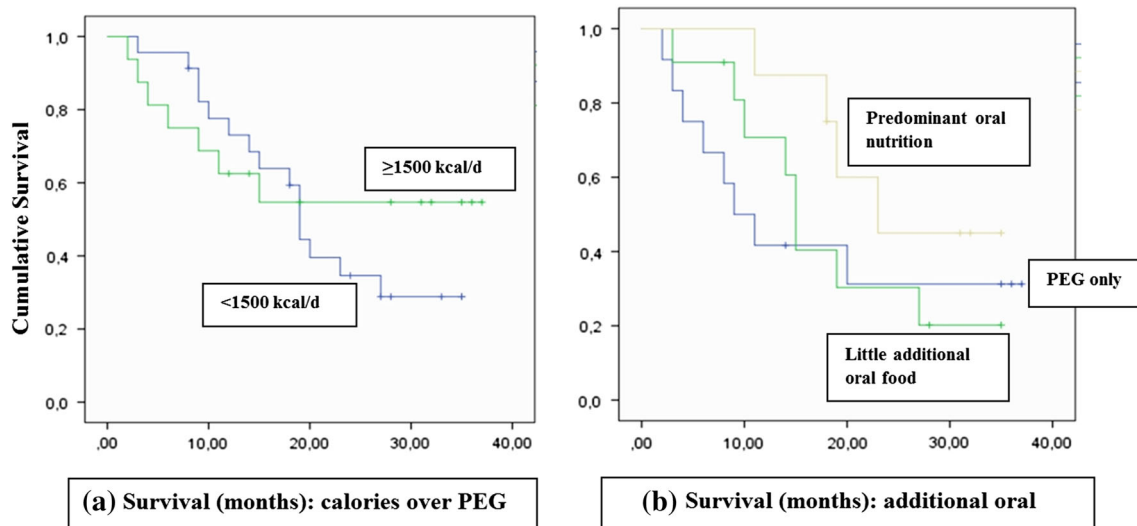 Cumulative Survival
1,0
0,8
0,6
0,4
0,2
0,0
≥1500 kcal/d
<1500 kcal/d
,00
10,00
20,00
30,00
40,00
(a) Survival (months): calories over PEG
1,0
0,8
0,6
0,4
0,2
0,0
Predominant oral
nutrition
PEG only
Little additional
oral food
,00
10,00
20,00
30,00
40,00
(b) Survival (months): additional oral